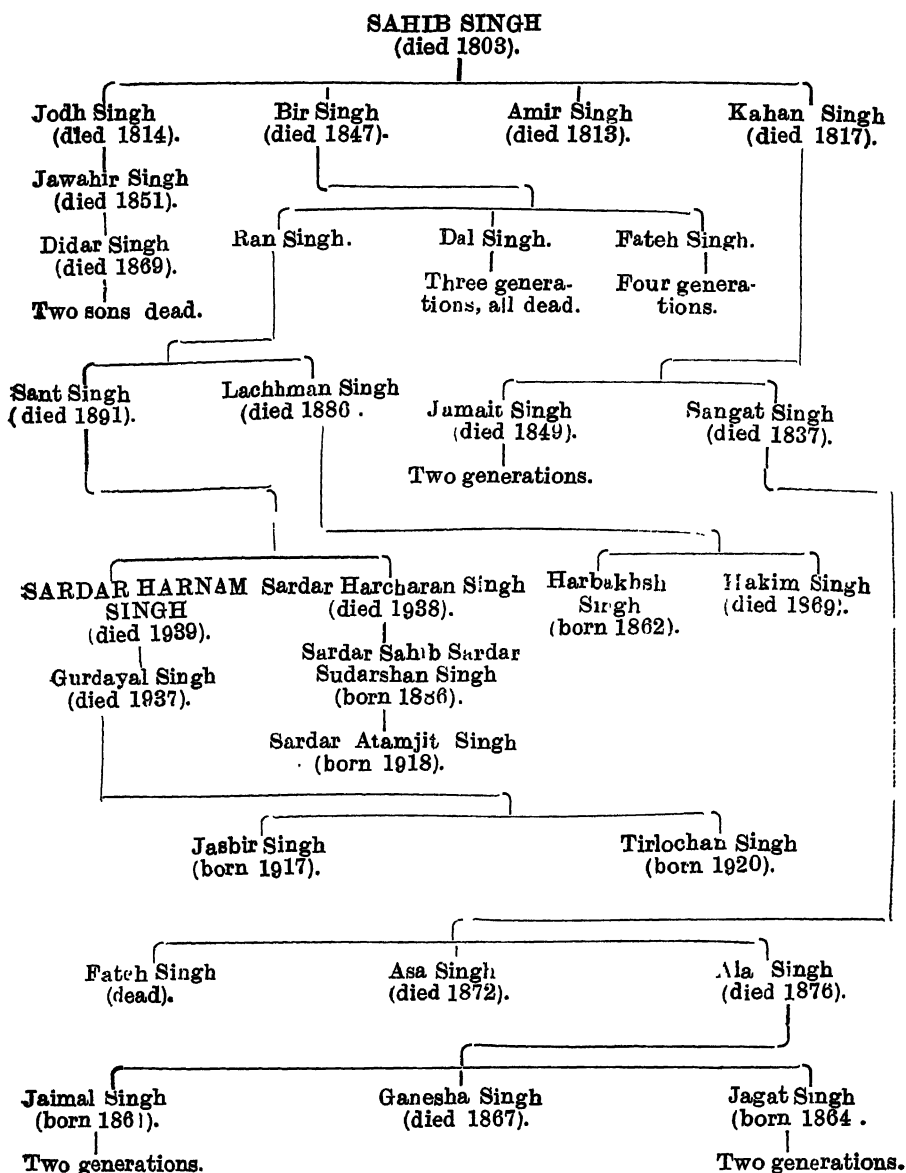 SAHIB SINGH
(died 1803).
Jodh Singh Bir Singh Amir Singh Kahan Singh
(died 1814). (died 1847). (died 1813). (died 1817).
Jawahir Singh
(died 1851).
Didar Singh Ran Singh. Dal Singh. Fateh Singh.
(died 1869).
Three genera- Four genera-
tions, all dead. tions.
Two sons dead.
Sant Singh Lachhman Singh
(died 1891). (died 1886 .
Jumait Singh Sangat Singh
(died 1849). (died 1837).
Two generations.
SARDAR HARNAM Sardar Harcharan Singh Harbakhsh Hakim Singh
SINGH (died 1938). Singh (died 1869).
(died 1939). (born 1862).
Sardar Sahib Sardar
Gurdayal Singh Sudarshan Singh
(died 1937). (born 1886).
Sardar Atamjit Singh
(born 1918).
Jasbir Singh Tirlochan Singh
(born 1917). (born 1920).
Fateh Singh Asa Singh Ala Singh
(dead). (died 1872). (died 1876).
Jaimal Singh Ganesha Singh Jagat Singh
(born 1861). (died 1867). (born 1864 .
Two generations. Two generations.